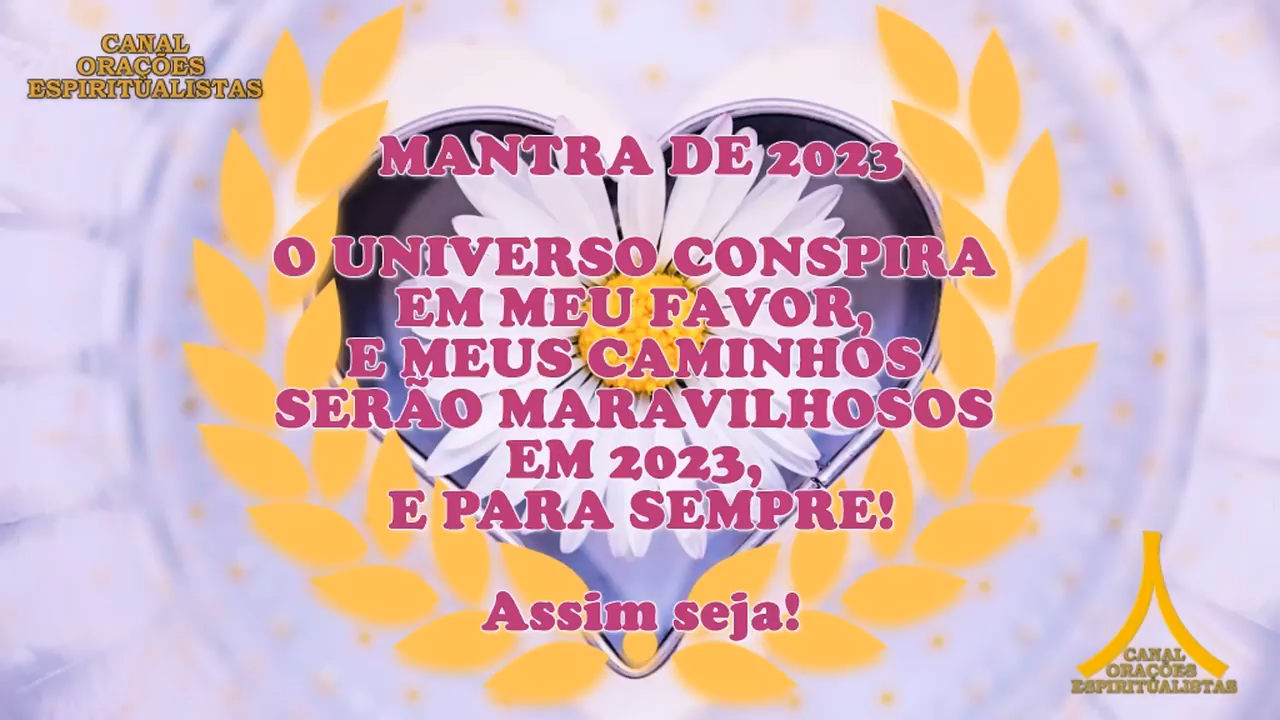 CANAL
ORAÇÕES
ESPIRITUALISTAS
MANTRA DE 2023
O UNIVERSO CONSPIRA
EM MEU FAVOR,
E MEUS CAMINHOS
SERÃO MARAVILHOSOS
EM 2023,
E PARA SEMPRE!
Assim seja!
CANAL
ORAÇÕES
ESPIRITUALISTAS